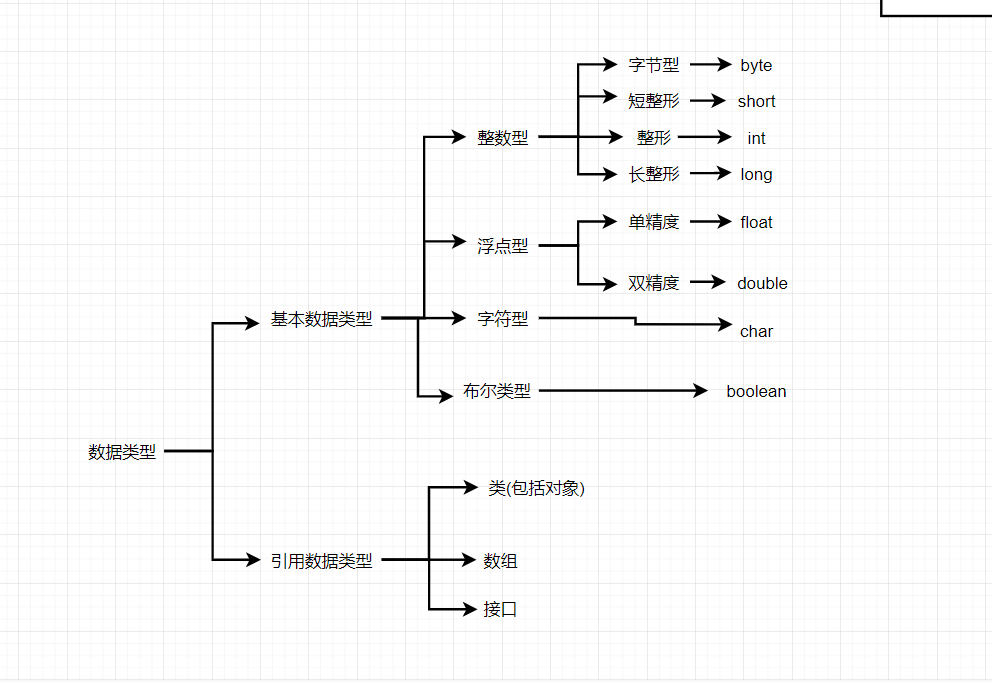 字节型 byte
短整形 short
整数型 整形 int
长整形 long
单精度 float
浮点型
双精度 double
基本数据类型 字符型 char
布尔类型 boolean
数据类型
类(包括对象)
引用数据类型 数组
接口